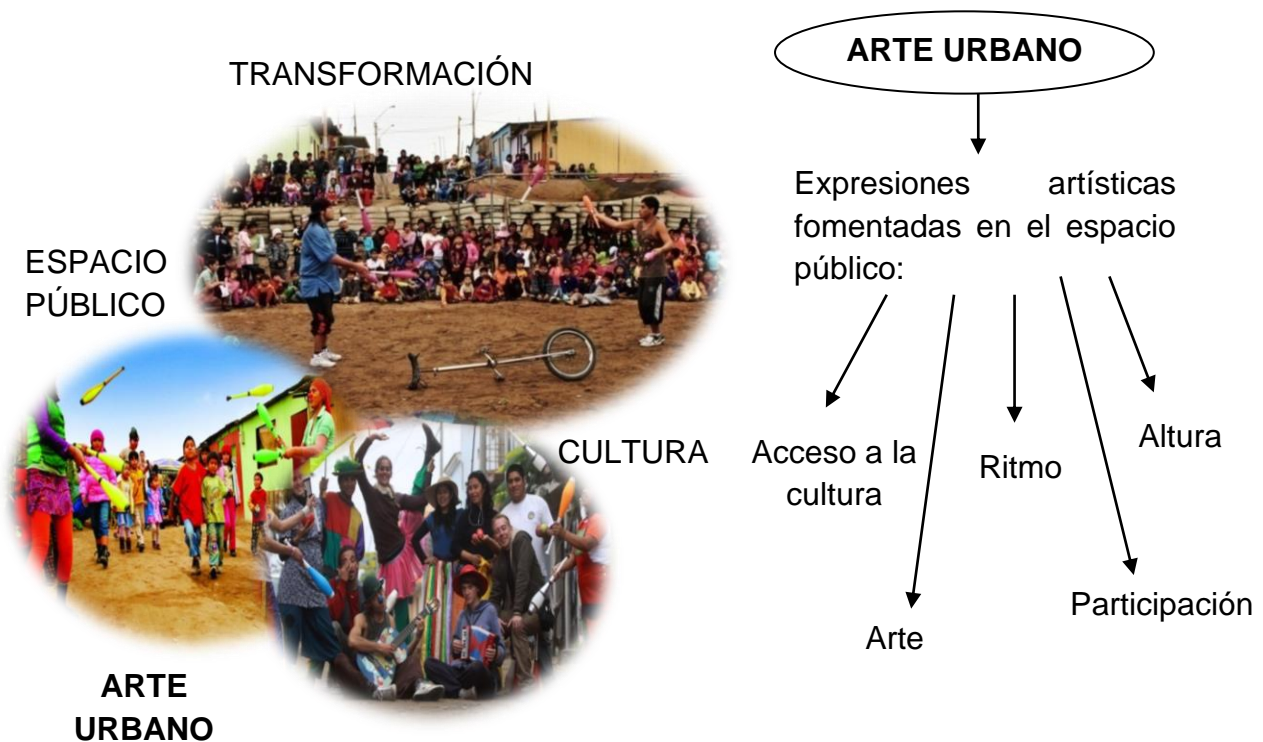 TRANSFORMACIÓN
ESPACIO
PÚBLICO
CULTURA
ARTE
URBANO
ARTE URBANO
Expresiones artísticas
fomentadas en el espacio
público:
Acceso a la
cultura
Ritmo
Altura
Arte
Participación